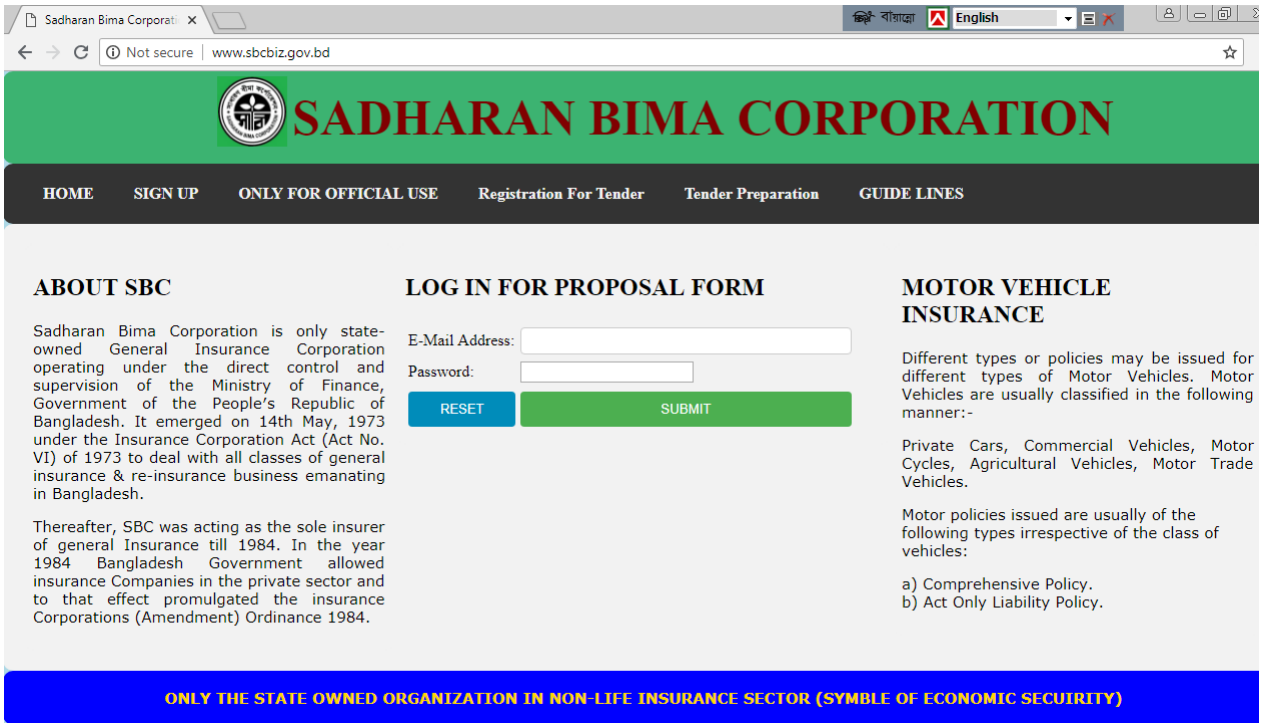 Sadharan Bima Corporati
বায়ান্নো
English
Not secure | www.sbcbiz.gov.bd
SADHARAN BIMA CORPORATION
HOME SIGN UP ONLY FOR OFFICIAL USE Registration For Tender Tender Preparation GUIDE LINES
ABOUT SBC
Sadharan Bima Corporation is only state-
owned General Insurance Corporation
operating under the direct control and
supervision of the Ministry of Finance,
Government of the People's Republic of
Bangladesh. It emerged on 14th May, 1973
under the Insurance Corporation Act (Act No.
VI) of 1973 to deal with all classes of general
insurance & re-insurance business emanating
in Bangladesh.
Thereafter, SBC was acting as the sole insurer
of general Insurance till 1984. In the year
1984 Bangladesh Government allowed
insurance Companies in the private sector and
to that effect promulgated the insurance
Corporations (Amendment) Ordinance 1984.
LOG IN FOR PROPOSAL FORM
E-Mail Address:
Password:
RESET SUBMIT
MOTOR VEHICLE
INSURANCE
Different types or policies may be issued for
different types of Motor Vehicles. Motor
Vehicles are usually classified in the following
manner:-
Private Cars, Commercial Vehicles, Motor
Cycles, Agricultural Vehicles, Motor Trade
Vehicles.
Motor policies issued are usually of the
following types irrespective of the class of
vehicles:
a) Comprehensive Policy.
b) Act Only Liability Policy.
ONLY THE STATE OWNED ORGANIZATION IN NON-LIFE INSURANCE SECTOR (SYMBLE OF ECONOMIC SECUIRITY)